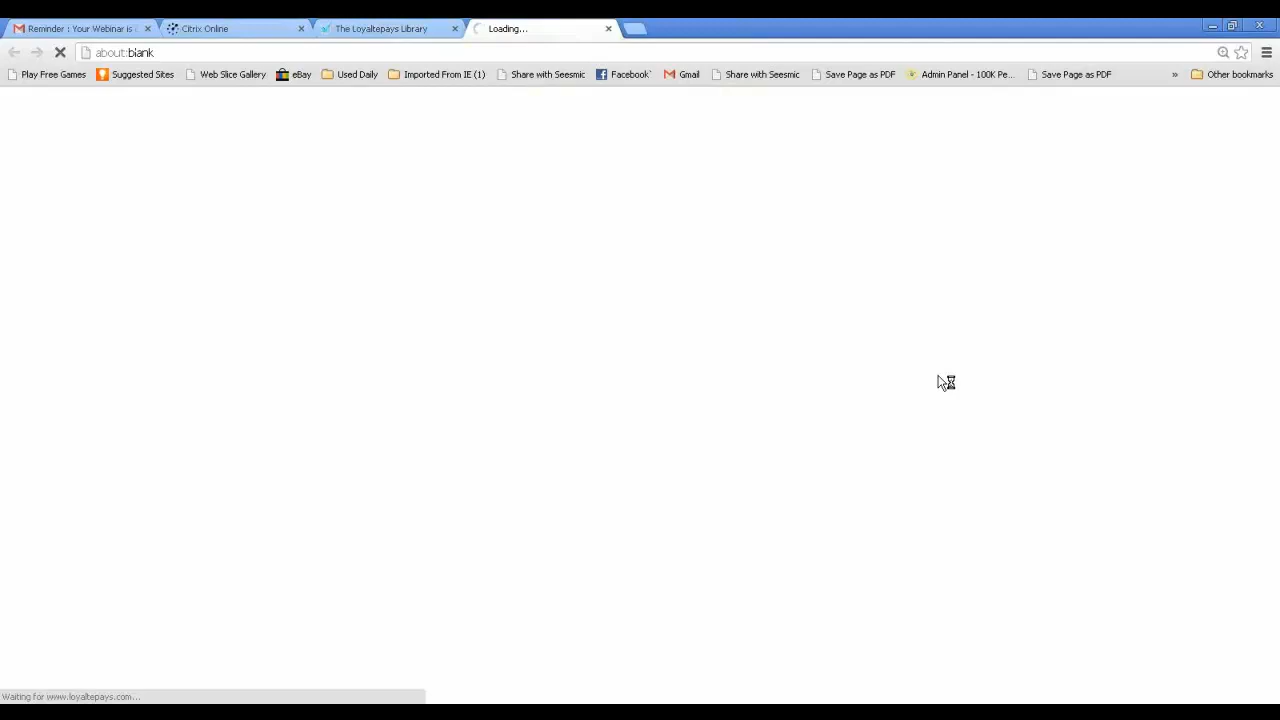 Reminder : Your Webinar is
Citrix Online
The Loyaltepays Library
Loading...
about:blank
Play Free Games
Suggested Sites
Web Slice Gallery
eBay
Used Daily
Imported From IE (1)
Share with Seesmic
Facebook
Gmail
Share with Seesmic
Save Page as PDF
Admin Panel - 100K Pe...
Save Page as PDF
»
Other bookmarks
Waiting for www.loyaltepays.com...